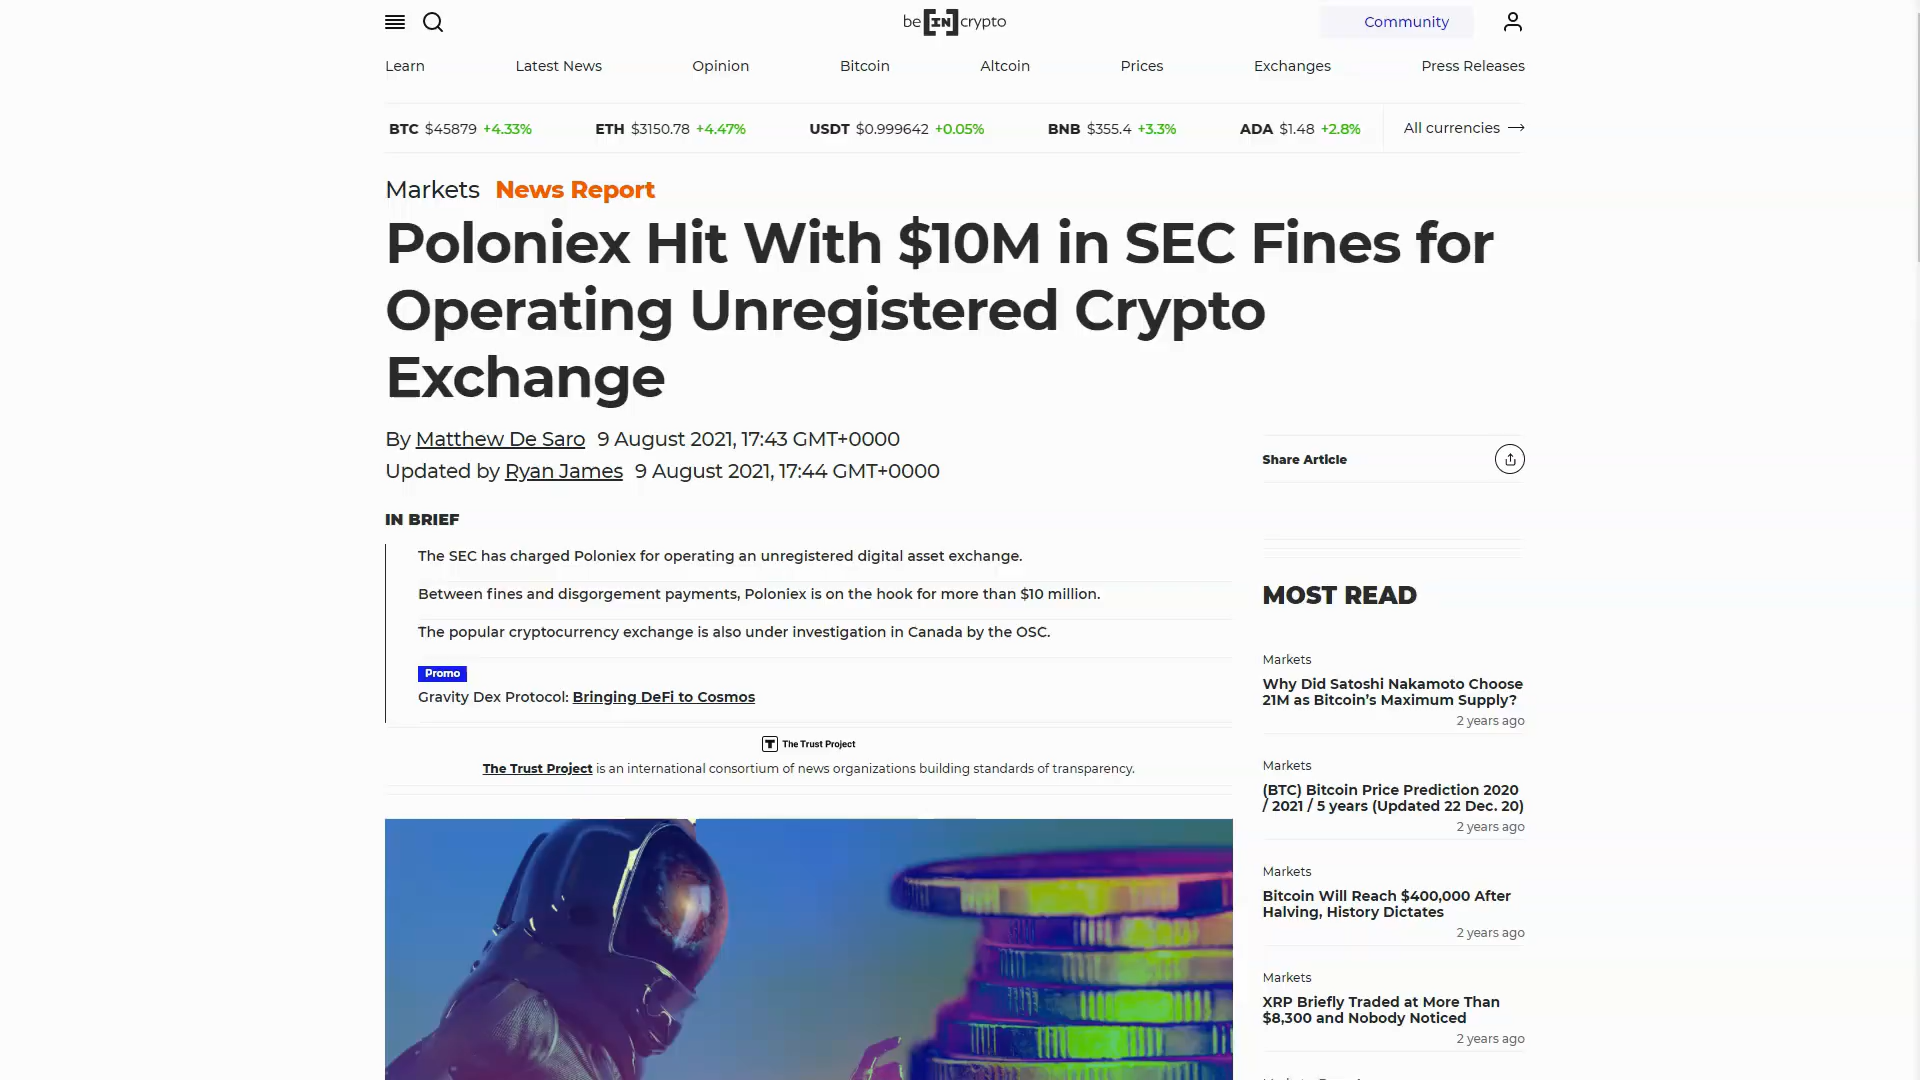 be[IN]crypto
Community
Learn
Latest News
Opinion
Bitcoin
Altcoin
Prices
Exchanges
Press Releases
BTC $45879 +4.33%
ETH $3150.78 +4.47%
USDT $0.999642 +0.05%
BNB $355.4 +3.3%
ADA $1.48 +2.8%
All currencies
Markets News Report
Poloniex Hit With $10M in SEC Fines for
Operating Unregistered Crypto
Exchange
By Matthew De Saro 9 August 2021, 17:43 GMT+0000
Updated by Ryan James 9 August 2021, 17:44 GMT+0000
IN BRIEF
The SEC has charged Poloniex for operating an unregistered digital asset exchange.
Between fines and disgorgement payments, Poloniex is on the hook for more than $10 million.
The popular cryptocurrency exchange is also under investigation in Canada by the OSC.
Promo
Gravity Dex Protocol: Bringing DeFi to Cosmos
The Trust Project
The Trust Project is an international consortium of news organizations building standards of transparency.
Share Article
MOST READ
Markets
Why Did Satoshi Nakamoto Choose
21M as Bitcoin's Maximum Supply?
2 years ago
Markets
(BTC) Bitcoin Price Prediction 2020
/ 2021 / 5 years (Updated 22 Dec. 20)
2 years ago
Markets
Bitcoin Will Reach $400,000 After
Halving, History Dictates
2 years ago
Markets
XRP Briefly Traded at More Than
$8,300 and Nobody Noticed
2 years ago